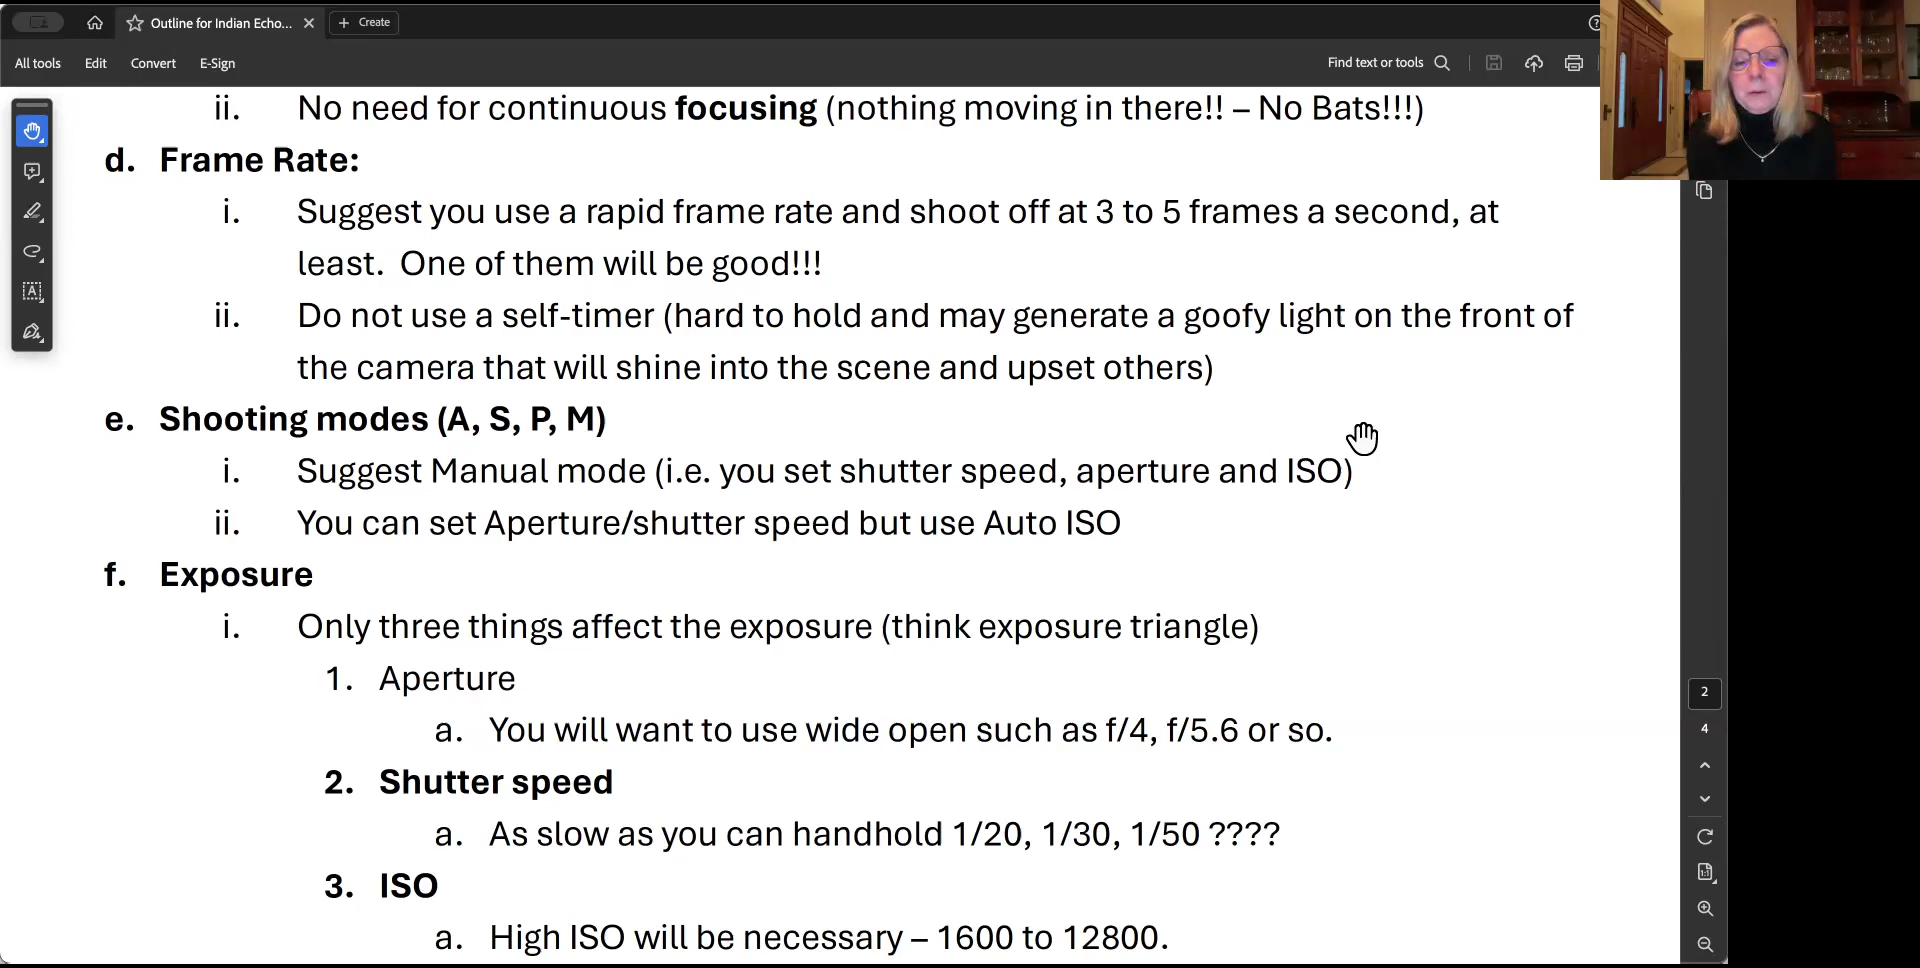 Outline for Indian Echo...
Create
All tools Edit Convert E-Sign Find text or tools
ii. No need for continuous focusing (nothing moving in there!! – No Bats!!!)
d. Frame Rate:
i. Suggest you use a rapid frame rate and shoot off at 3 to 5 frames a second, at
least. One of them will be good!!!
ii. Do not use a self-timer (hard to hold and may generate a goofy light on the front of
the camera that will shine into the scene and upset others)
e. Shooting modes (A, S, P, M)
i. Suggest Manual mode (i.e. you set shutter speed, aperture and ISO)
ii. You can set Aperture/shutter speed but use Auto ISO
f. Exposure
i. Only three things affect the exposure (think exposure triangle)
1. Aperture
a. You will want to use wide open such as f/4, f/5.6 or so.
2. Shutter speed
a. As slow as you can handhold 1/20, 1/30, 1/50 ????
3. ISO
a. High ISO will be necessary – 1600 to 12800.
2
4